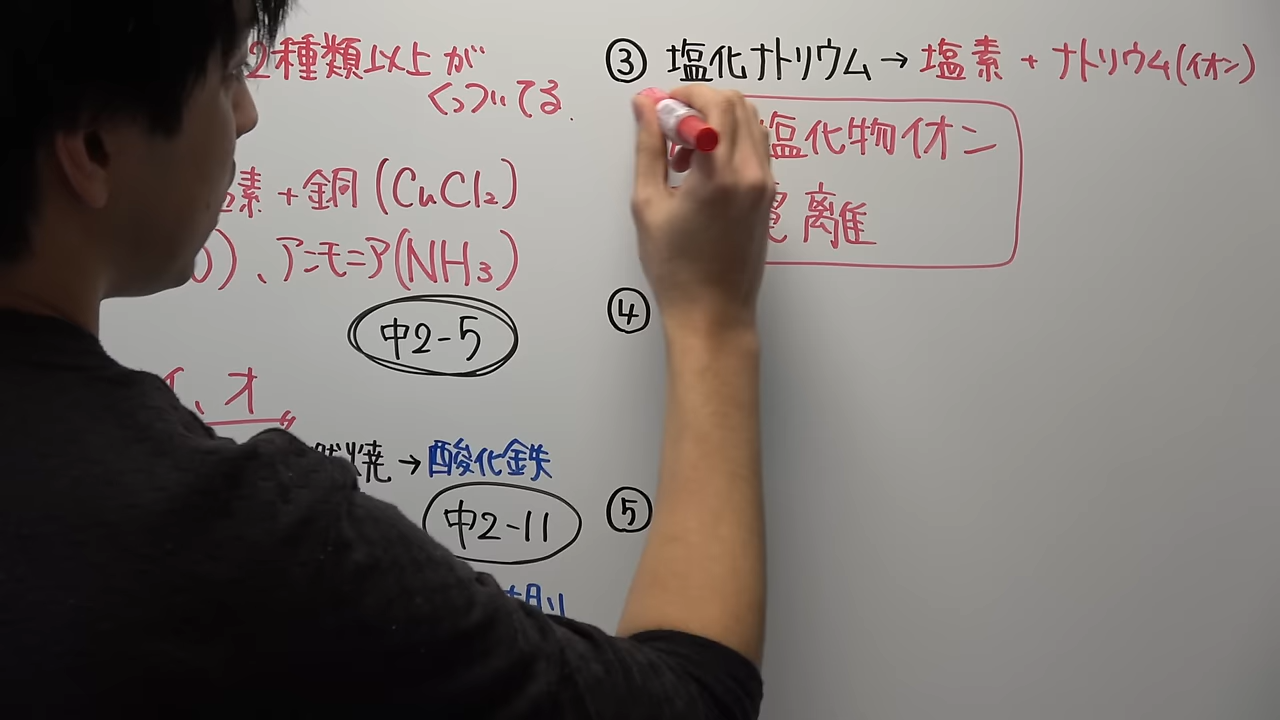 2種類以上が
くっついてる.
素+銅(CuCl₂)
)、アンモニア(NH₃)
中2-5
イ、オ
燃焼→酸化鉄
中2-11
③ 塩化ナトリウム→塩素+ナトリウム(イオン)
塩化物イオン
電離
④
⑤